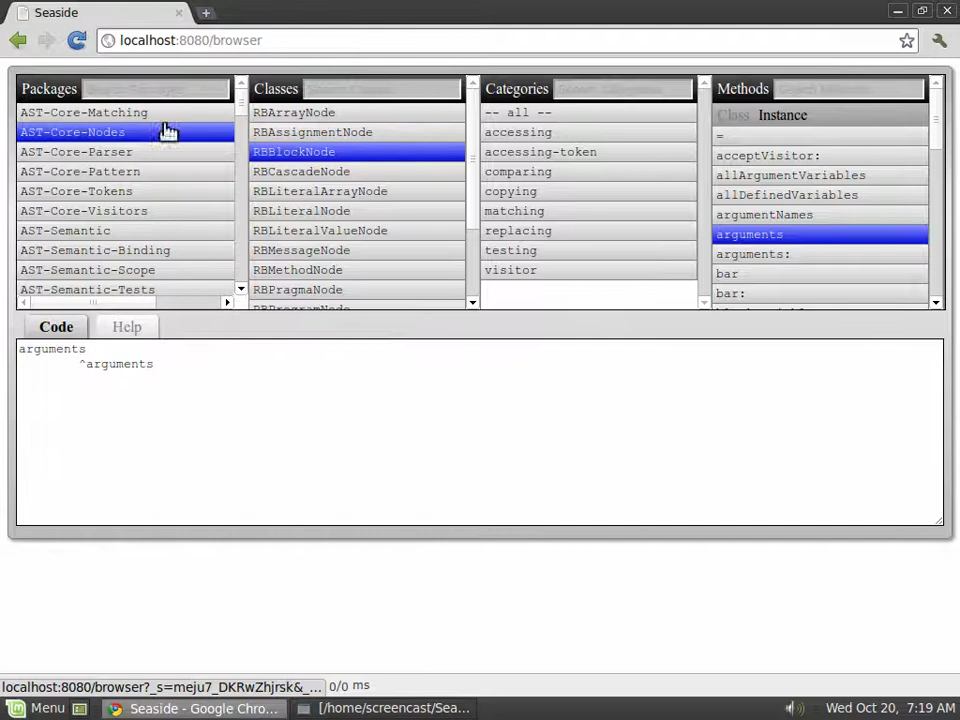 Seaside
localhost:8080/browser
Packages
AST-Core-Matching
AST-Core-Nodes
AST-Core-Parser
AST-Core-Pattern
AST-Core-Tokens
AST-Core-Visitors
AST-Semantic
AST-Semantic-Binding
AST-Semantic-Scope
AST-Semantic-Tests
Classes
RBArrayNode
RBAssignmentNode
RBBlockNode
RBCascadeNode
RBLiteralArrayNode
RBLiteralNode
RBLiteralValueNode
RBMessageNode
RBMethodNode
RBPragmaNode
Categories
-- all --
accessing
accessing-token
comparing
copying
matching
replacing
testing
visitor
Methods
Class Instance
=
acceptVisitor:
allArgumentVariables
allDefinedVariables
argumentNames
arguments
arguments:
bar
bar:
Code
Help
arguments
^arguments
localhost:8080/browser?_s=meju7_DKRwZhjrsk&_...
0/0 ms
Menu
Seaside - Google Chro...
[/home/screencast/Sea...
Wed Oct 20, 7:19 AM